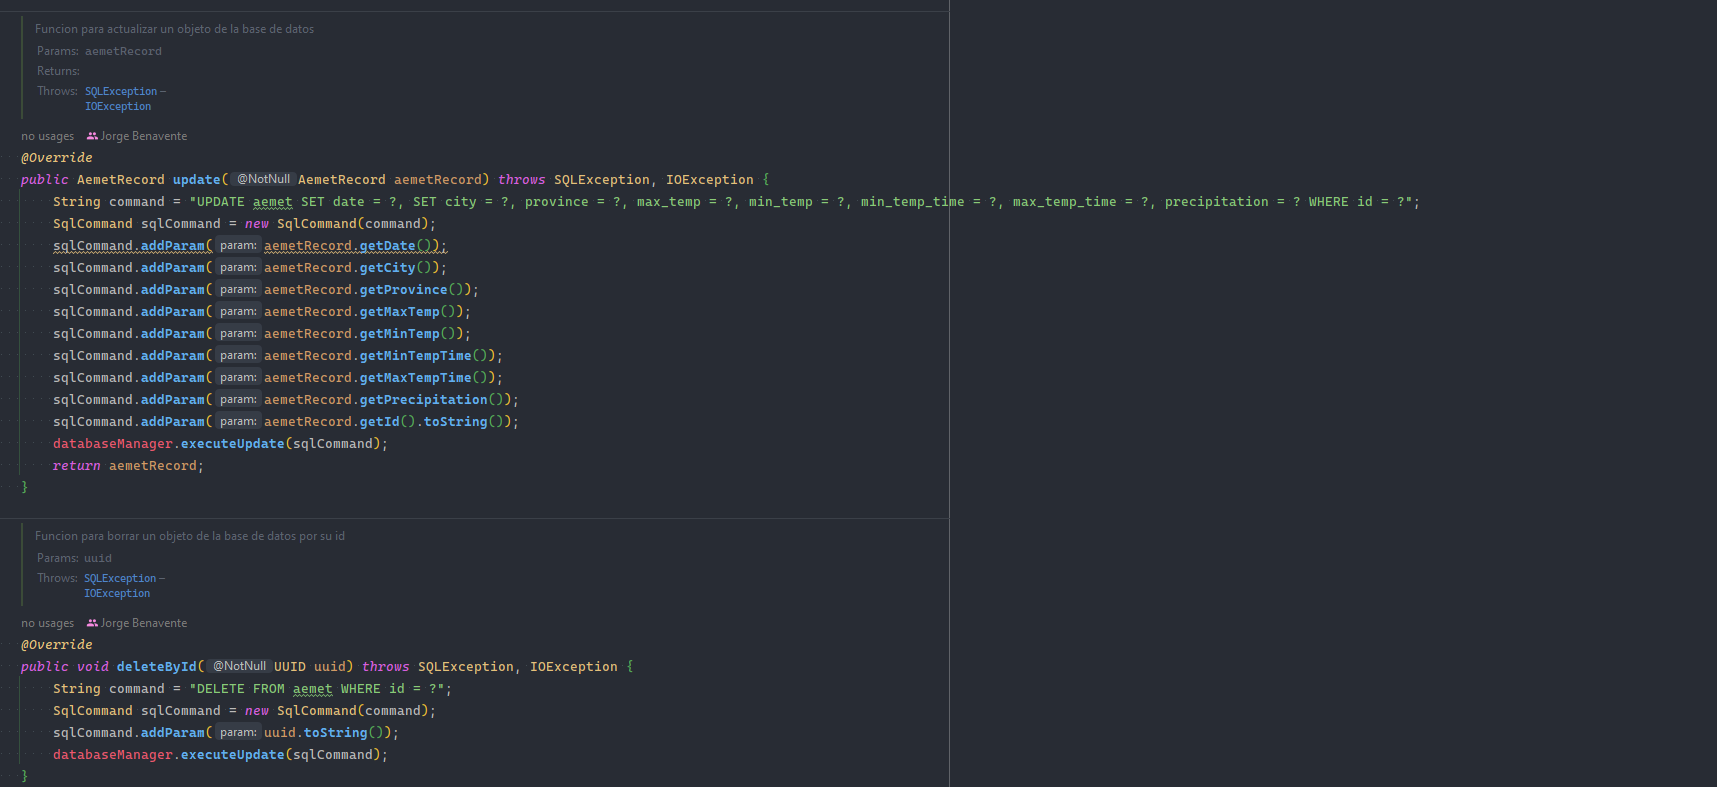 Funcion para actualizar un objeto de la base de datos
Params: aemetRecord
Returns:
Throws: SQLException –
IOException
no usages Jorge Benavente
@Override
public AemetRecord update( @NotNull AemetRecord aemetRecord) throws SQLException, IOException {
String command = "UPDATE aemet SET date = ?, SET city = ?, province = ?, max_temp = ?, min_temp = ?, min_temp_time = ?, max_temp_time = ?, precipitation = ? WHERE id = ?";
SqlCommand sqlCommand = new SqlCommand(command);
sqlCommand.addParam( param: aemetRecord.getDate());
sqlCommand.addParam( param: aemetRecord.getCity());
sqlCommand.addParam( param: aemetRecord.getProvince());
sqlCommand.addParam( param: aemetRecord.getMaxTemp());
sqlCommand.addParam( param: aemetRecord.getMinTemp());
sqlCommand.addParam( param: aemetRecord.getMinTempTime());
sqlCommand.addParam( param: aemetRecord.getMaxTempTime());
sqlCommand.addParam( param: aemetRecord.getPrecipitation());
sqlCommand.addParam( param: aemetRecord.getId().toString());
databaseManager.executeUpdate(sqlCommand);
return aemetRecord;
}
Funcion para borrar un objeto de la base de datos por su id
Params: uuid
Throws: SQLException –
IOException
no usages Jorge Benavente
@Override
public void deleteById( @NotNull UUID uuid) throws SQLException, IOException {
String command = "DELETE FROM aemet WHERE id = ?";
SqlCommand sqlCommand = new SqlCommand(command);
sqlCommand.addParam( param: uuid.toString());
databaseManager.executeUpdate(sqlCommand);
}